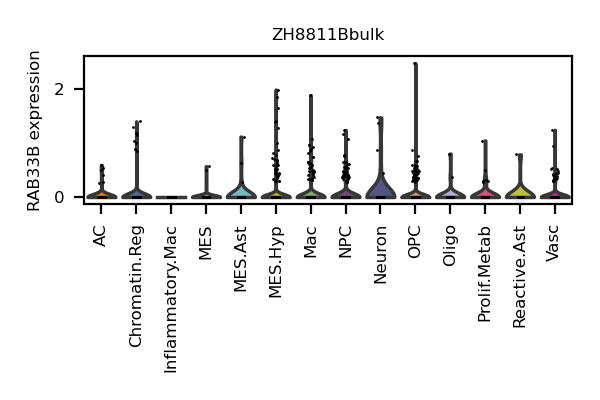 ZH8811Bbulk
RAB33B expression
2
0
AC
Chromatin.Reg
Inflammatory.Mac
MES
MES.Ast
MES.Hyp
Mac
NPC
Neuron
OPC
Oligo
Prolif.Metab
Reactive.Ast
Vasc